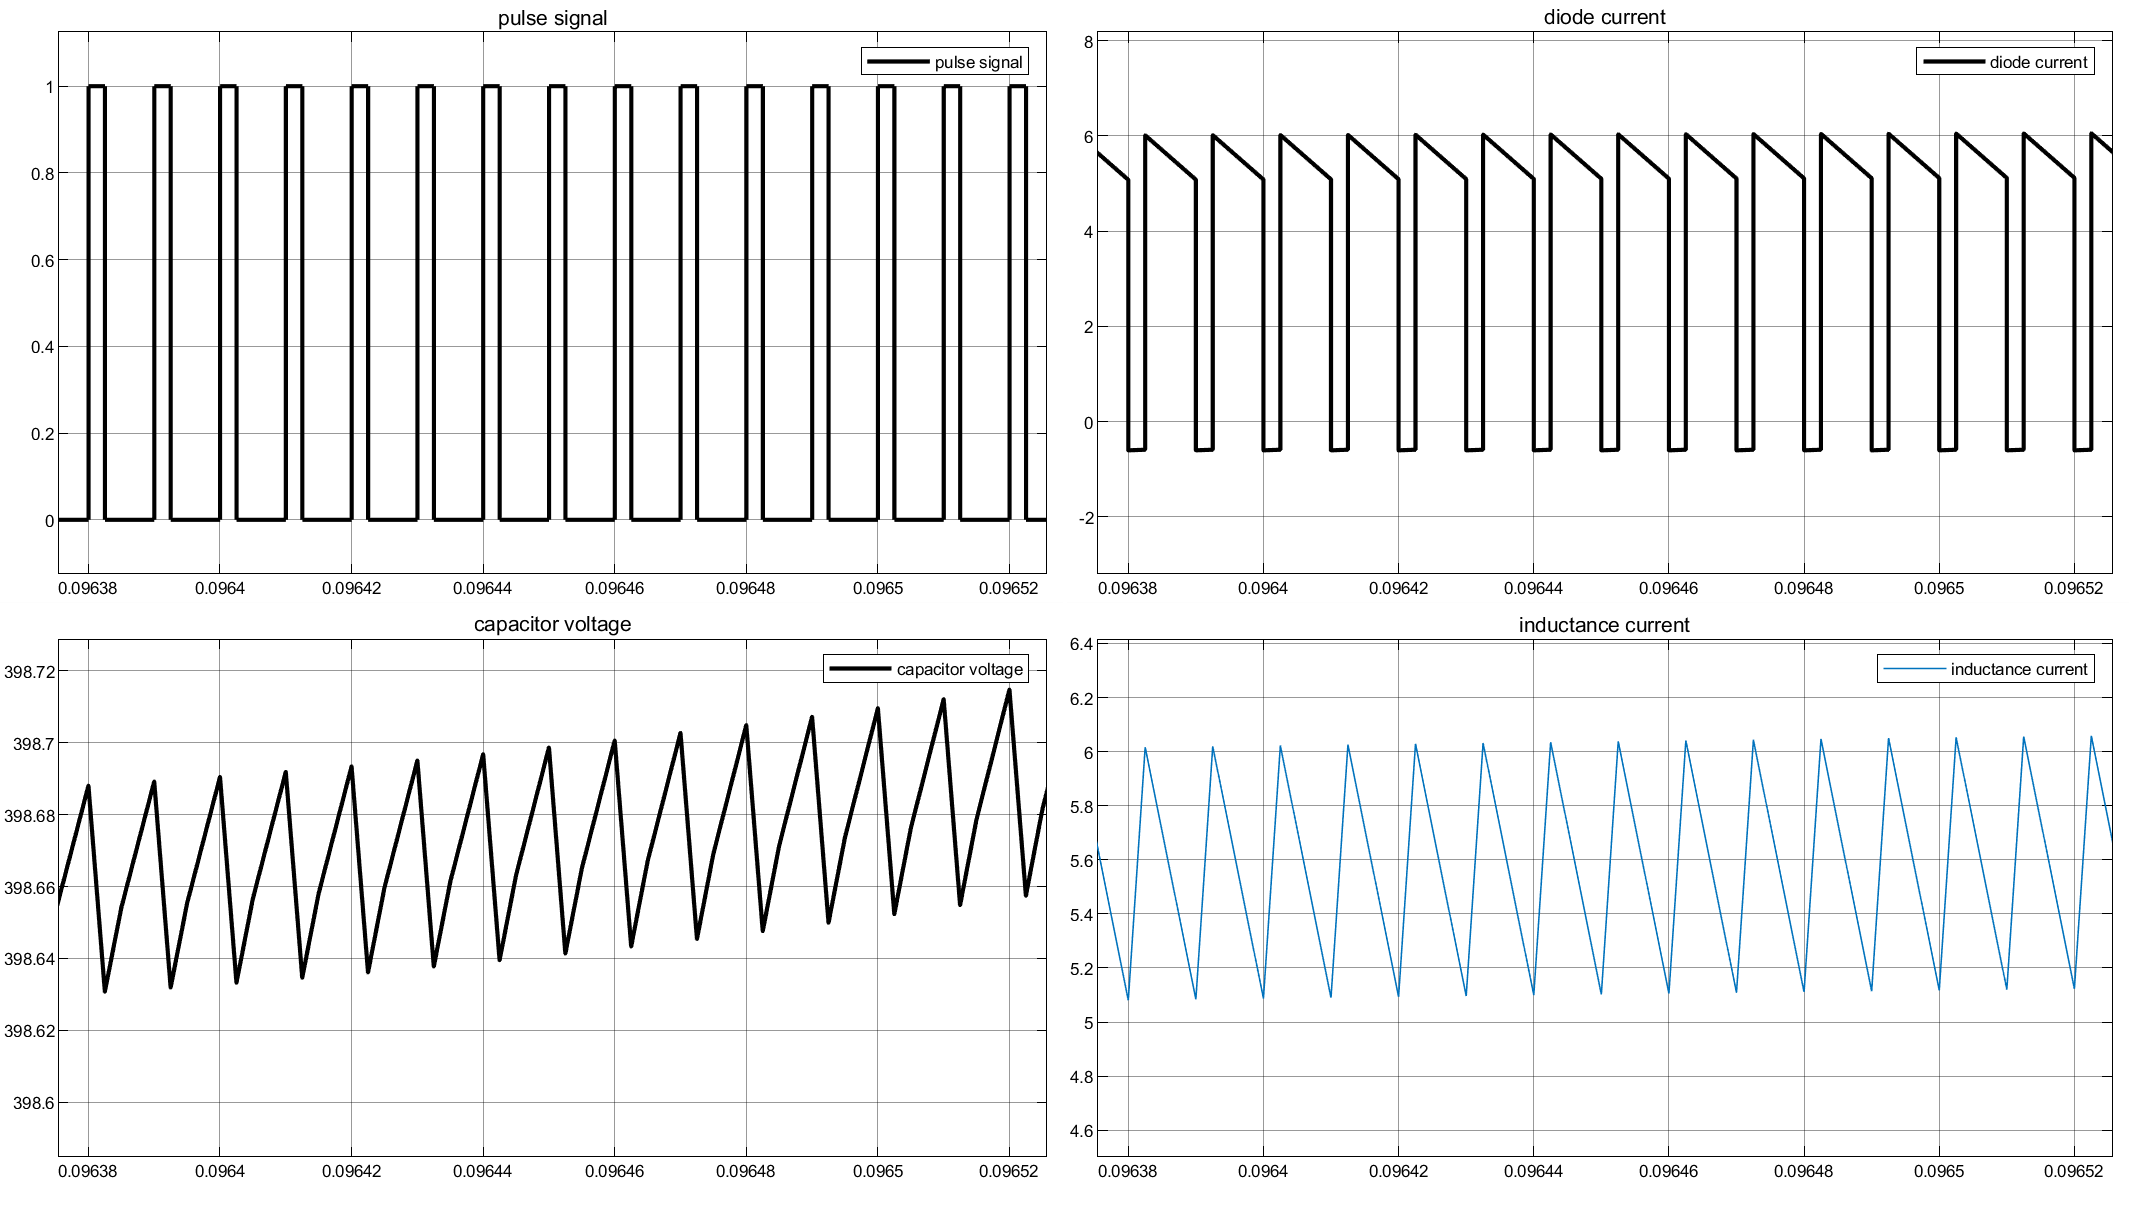 pulse signal
pulse signal
1
0.8
0.6
0.4
0.2
0
0.09638 0.0964 0.09642 0.09644 0.09646 0.09648 0.0965 0.09652
diode current
diode current
8
6
4
2
0
-2
0.09638 0.0964 0.09642 0.09644 0.09646 0.09648 0.0965 0.09652
capacitor voltage
capacitor voltage
398.72
398.7
398.68
398.66
398.64
398.62
398.6
0.09638 0.0964 0.09642 0.09644 0.09646 0.09648 0.0965 0.09652
inductance current
inductance current
6.4
6.2
6
5.8
5.6
5.4
5.2
5
4.8
4.6
0.09638 0.0964 0.09642 0.09644 0.09646 0.09648 0.0965 0.09652